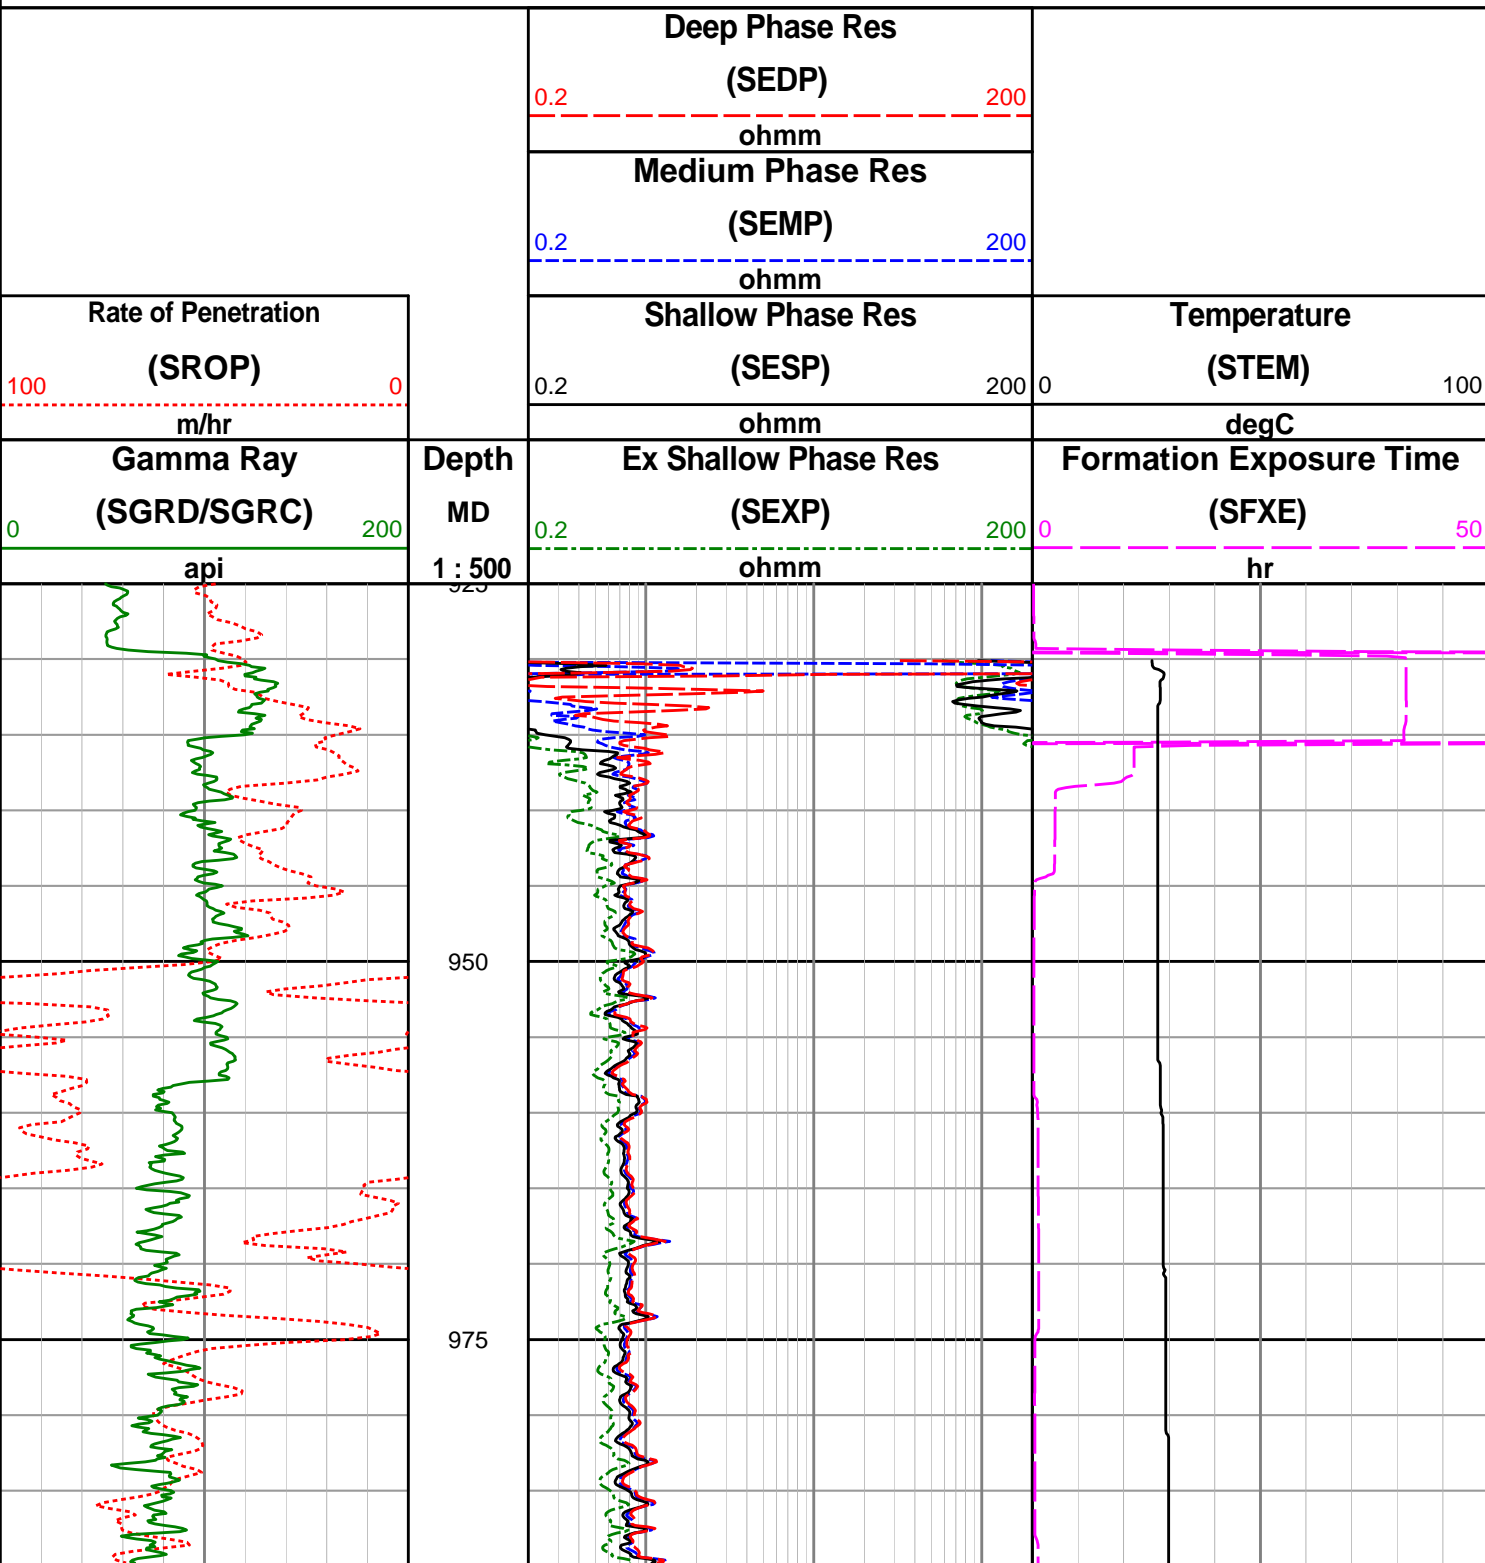 Deep Phase Res
(SEDP)
0.2 200
ohmm
Medium Phase Res
(SEMP)
0.2 200
ohmm
Rate of Penetration
(SROP)
100 0
m/hr
Shallow Phase Res
(SESP)
0.2 200
ohmm
Temperature
(STEM)
0 100
degC
Gamma Ray
(SGRD/SGRC)
0 200
api
Depth
MD
1 : 500
Ex Shallow Phase Res
(SEXP)
0.2 200
ohmm
Formation Exposure Time
(SFXE)
0 50
hr
925
950
975